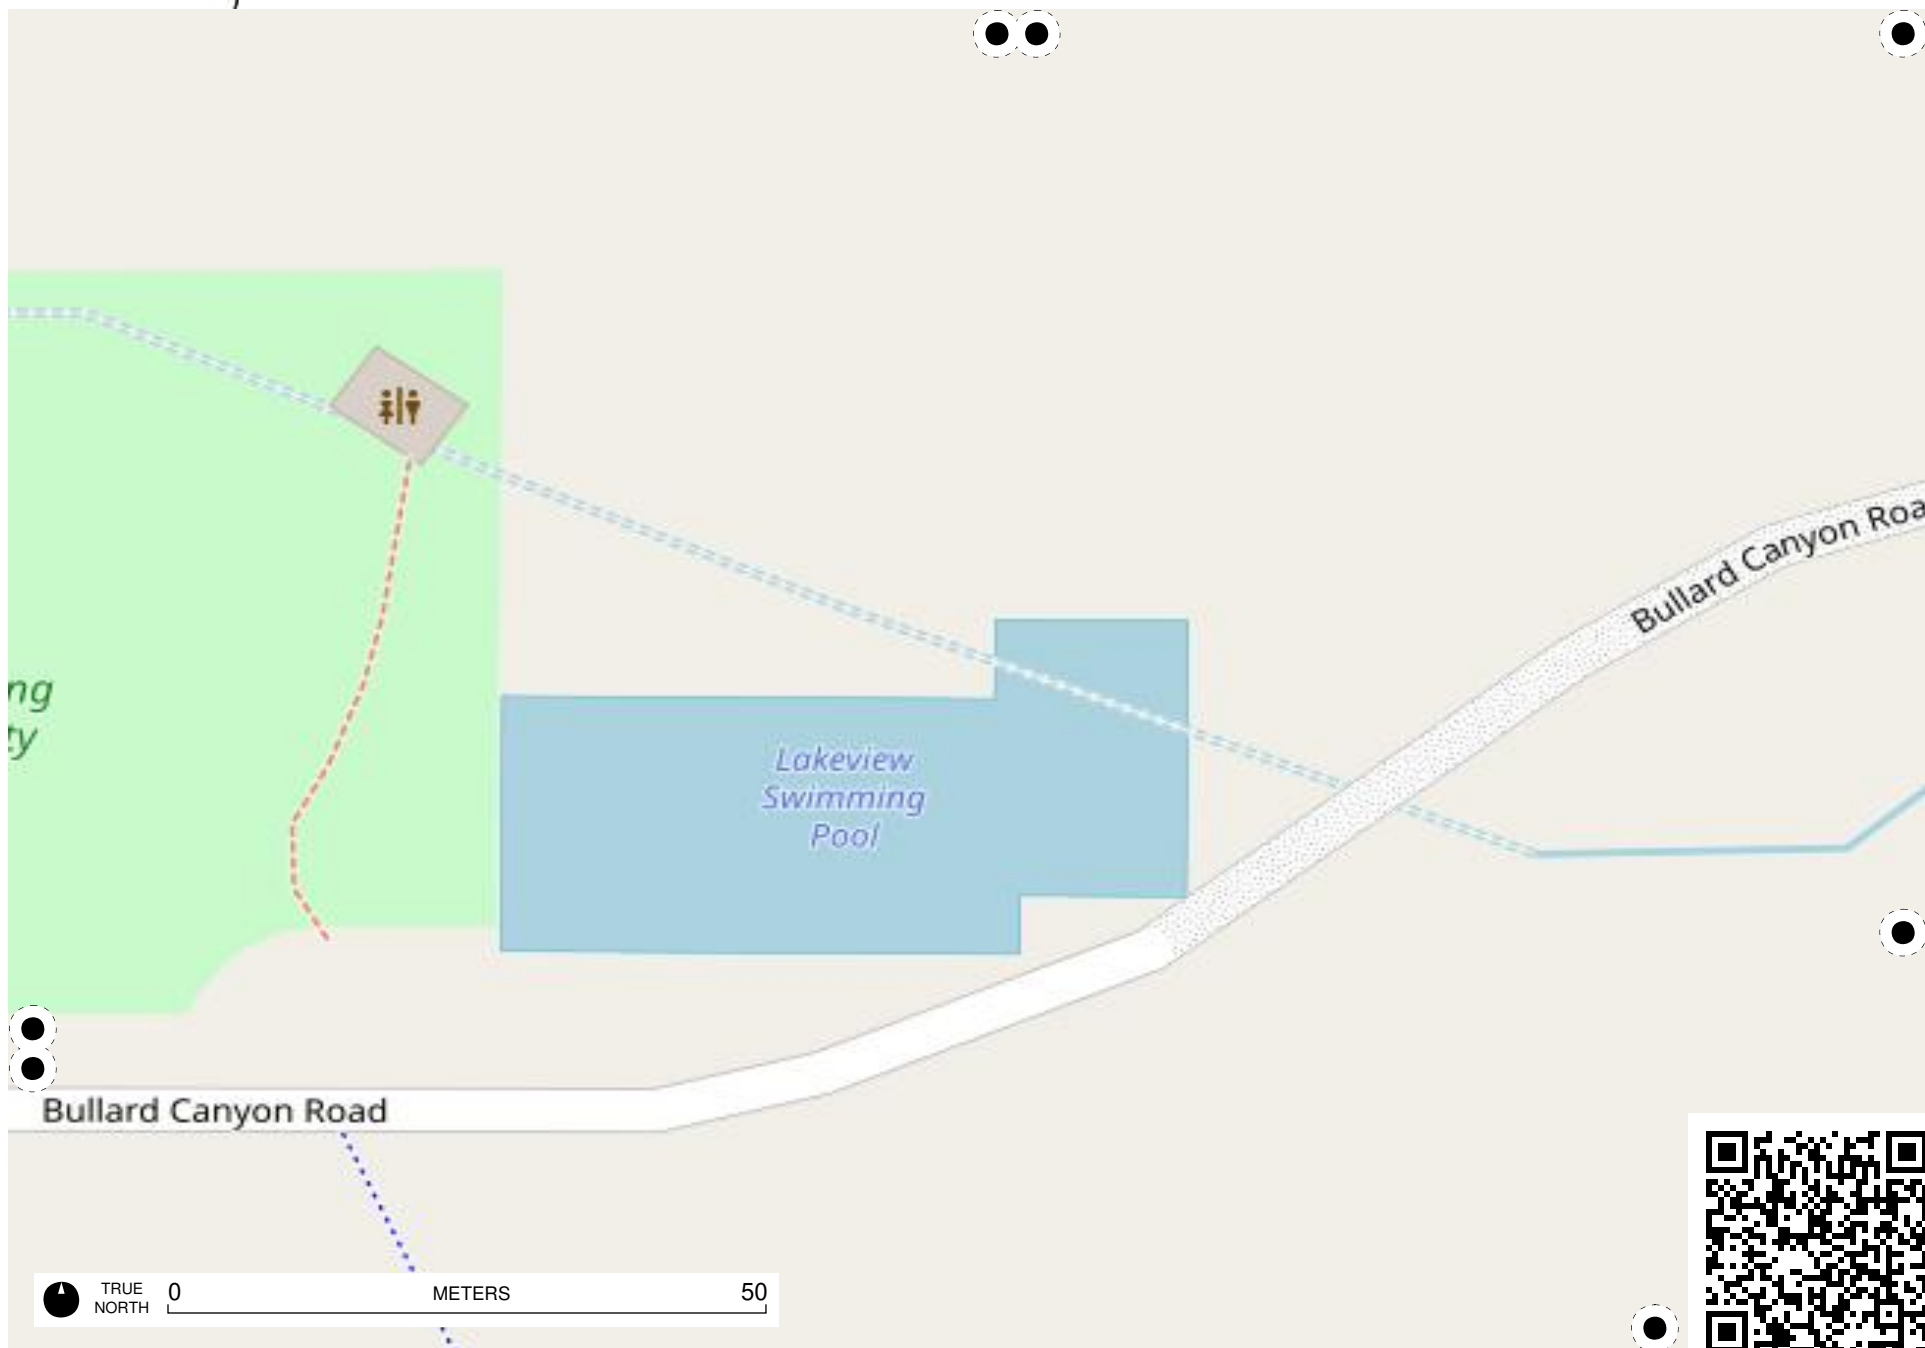 Bullard Canyon Roa
ng
ty
Lakeview
Swimming
Pool
Bullard Canyon Road
TRUE
NORTH
0 METERS 50